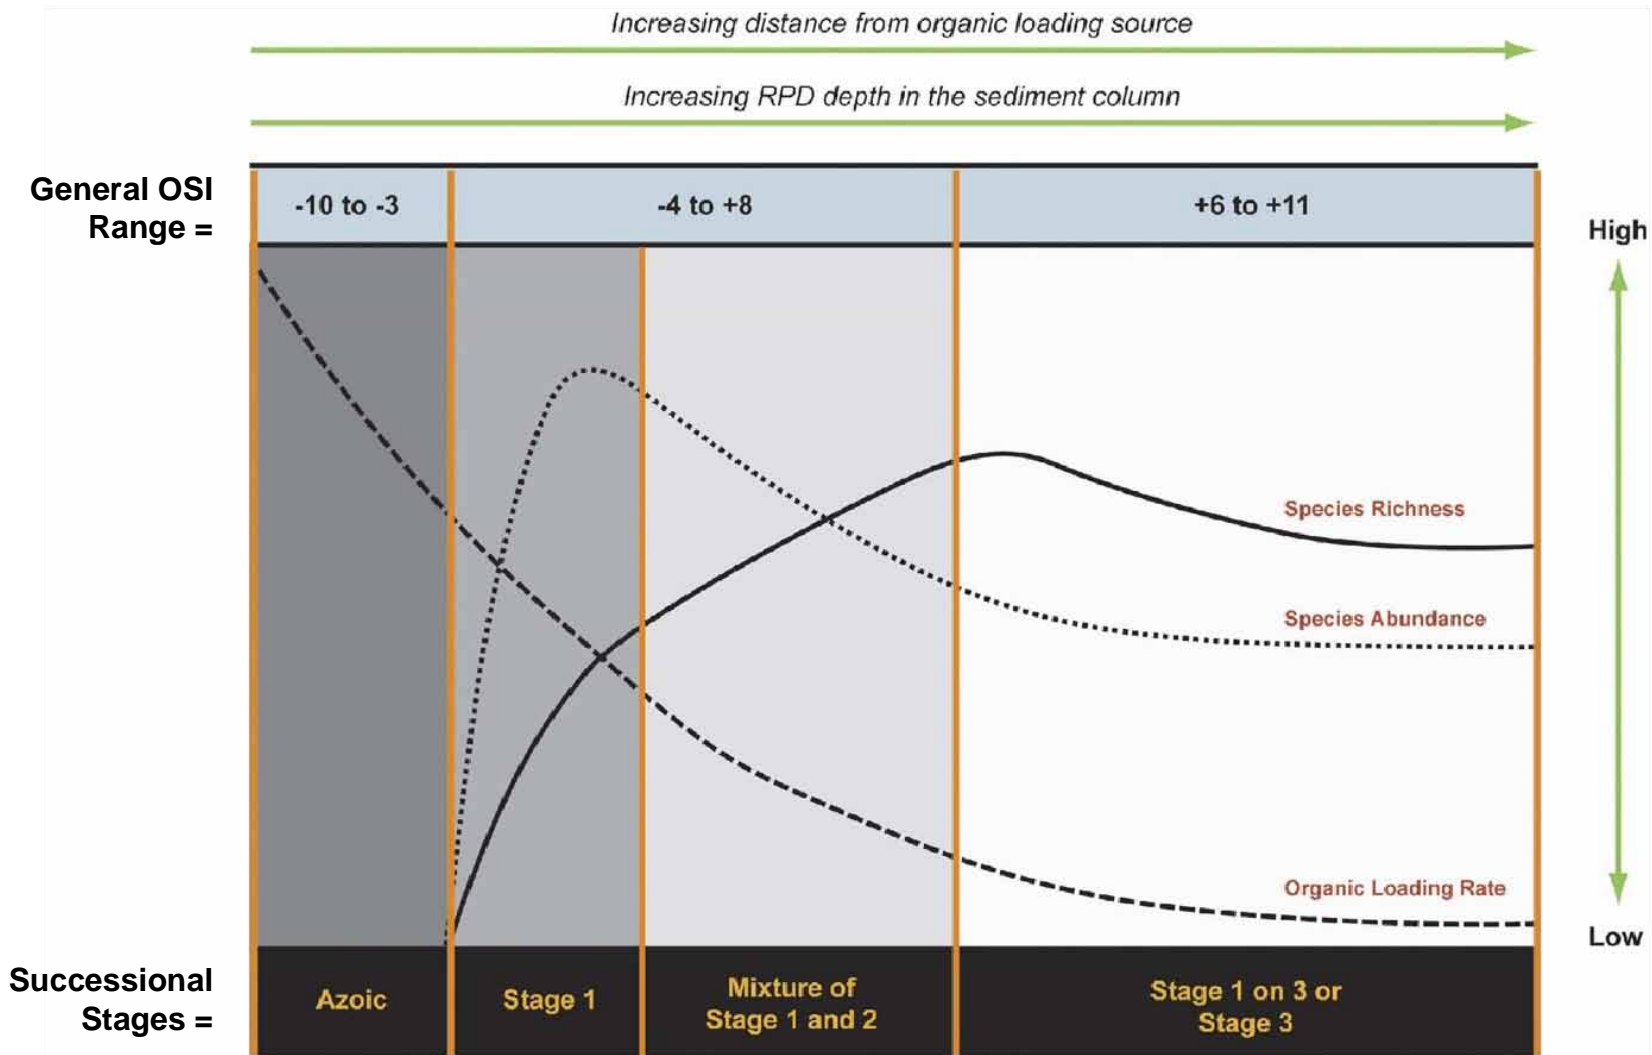 Increasing distance from organic loading source
Increasing RPD depth in the sediment column
General OSI
Range =
-10 to -3
-4 to +8
+6 to +11
High
Species Richness
Species Abundance
Organic Loading Rate
Low
Successional
Stages =
Azoic
Stage 1
Mixture of
Stage 1 and 2
Stage 1 on 3 or
Stage 3